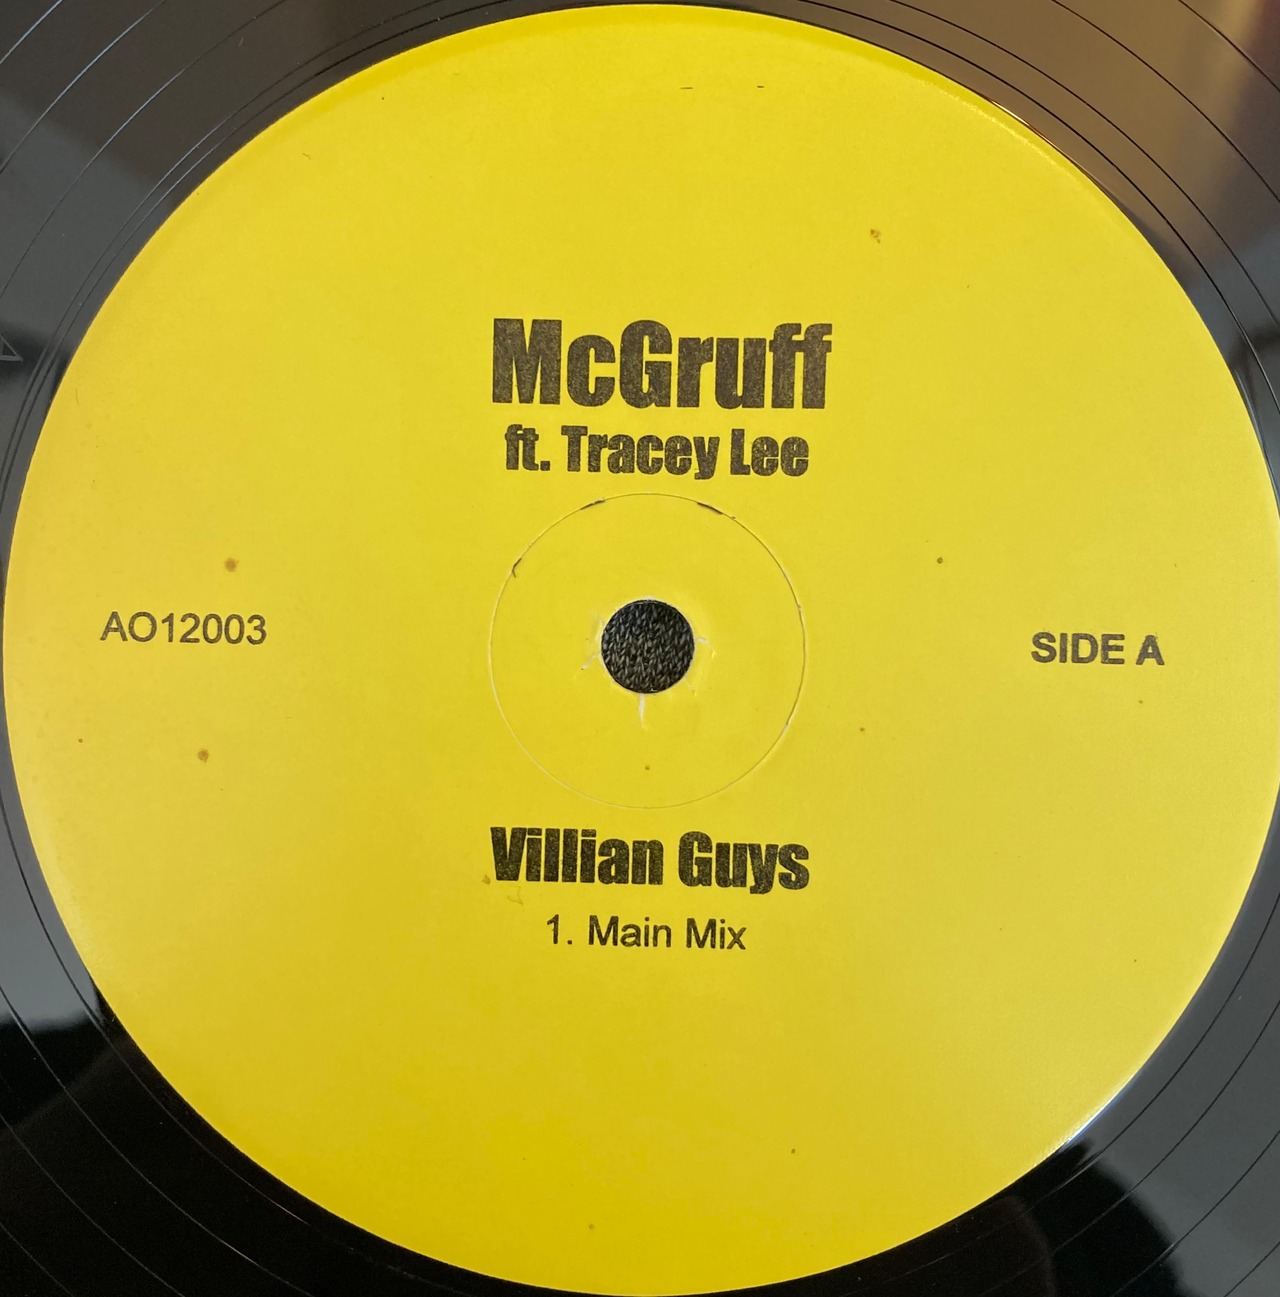 McGruff
ft. Tracey Lee
AO12003
SIDE A
Villian Guys
1. Main Mix